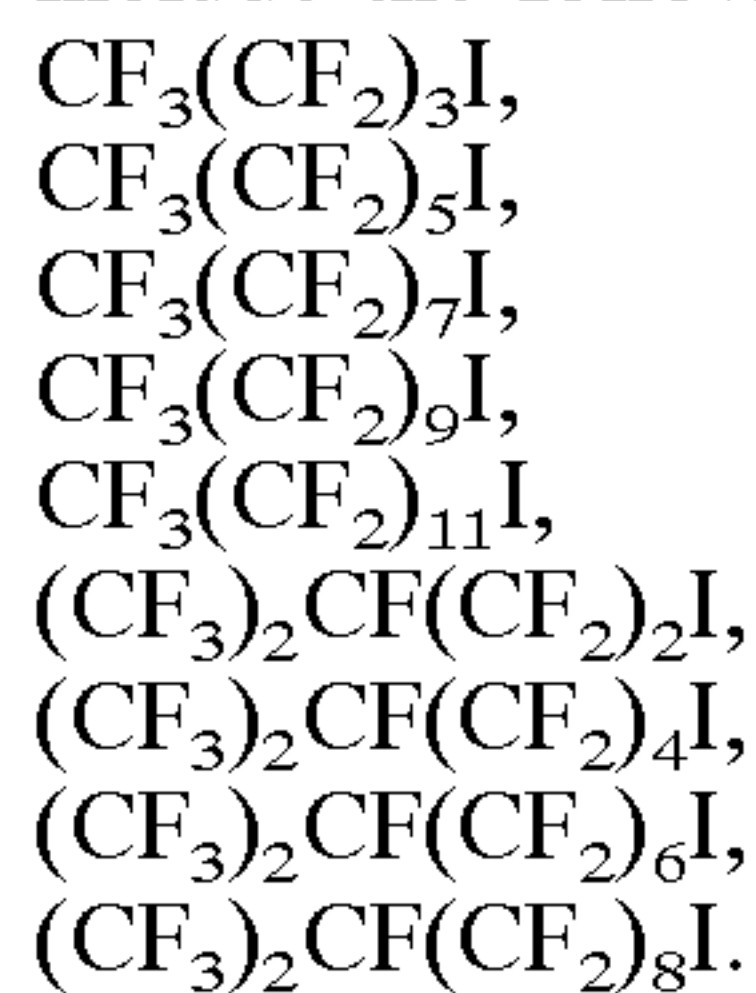 CF₃(CF₂)₃I,
CF₃(CF₂)₅I,
CF₃(CF₂)₇I,
CF₃(CF₂)₉I,
CF₃(CF₂)₁₁I,
(CF₃)₂CF(CF₂)₂I,
(CF₃)₂CF(CF₂)₄I,
(CF₃)₂CF(CF₂)₆I,
(CF₃)₂CF(CF₂)₈I.